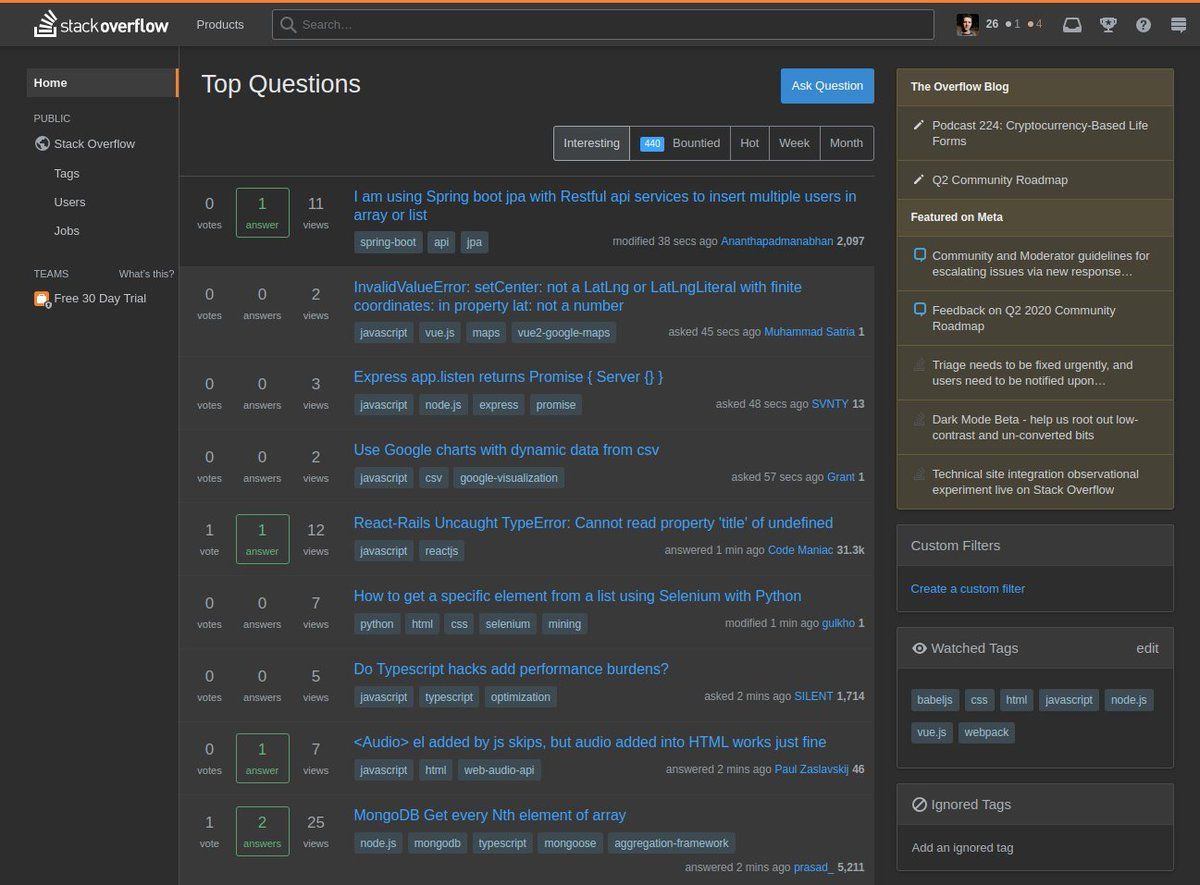 stackoverflow
Products
Search...
26 ● 1 ● 4
Home
PUBLIC
Stack Overflow
Tags
Users
Jobs
TEAMS What's this?
Free 30 Day Trial
Top Questions
Ask Question
Interesting
440 Bountied
Hot
Week
Month
0 votes
1 answer
11 views
I am using Spring boot jpa with Restful api services to insert multiple users in
array or list
spring-boot api jpa
modified 38 secs ago Ananthapadmanabhan 2,097
0 votes
0 answers
2 views
InvalidValueError: setCenter: not a LatLng or LatLngLiteral with finite
coordinates: in property lat: not a number
javascript vue.js maps vue2-google-maps
asked 45 secs ago Muhammad Satria 1
0 votes
0 answers
3 views
Express app.listen returns Promise { Server {} }
javascript node.js express promise
asked 48 secs ago SVNTY 13
0 votes
0 answers
2 views
Use Google charts with dynamic data from csv
javascript csv google-visualization
asked 57 secs ago Grant 1
1 vote
1 answer
12 views
React-Rails Uncaught TypeError: Cannot read property 'title' of undefined
javascript reactjs
answered 1 min ago Code Maniac 31.3k
0 votes
0 answers
7 views
How to get a specific element from a list using Selenium with Python
python html css selenium mining
modified 1 min ago gulkho 1
0 votes
0 answers
5 views
Do Typescript hacks add performance burdens?
javascript typescript optimization
asked 2 mins ago SILENT 1,714
0 votes
1 answer
7 views
<Audio> el added by js skips, but audio added into HTML works just fine
javascript html web-audio-api
answered 2 mins ago Paul Zaslavskij 46
1 vote
2 answers
25 views
MongoDB Get every Nth element of array
node.js mongodb typescript mongoose aggregation-framework
answered 2 mins ago prasad_ 5,211
The Overflow Blog
Podcast 224: Cryptocurrency-Based Life
Forms
Q2 Community Roadmap
Featured on Meta
Community and Moderator guidelines for
escalating issues via new response…
Feedback on Q2 2020 Community
Roadmap
Triage needs to be fixed urgently, and
users need to be notified upon…
Dark Mode Beta - help us root out low-
contrast and un-converted bits
Technical site integration observational
experiment live on Stack Overflow
Custom Filters
Create a custom filter
Watched Tags edit
babeljs css html javascript node.js
vue.js webpack
Ignored Tags
Add an ignored tag